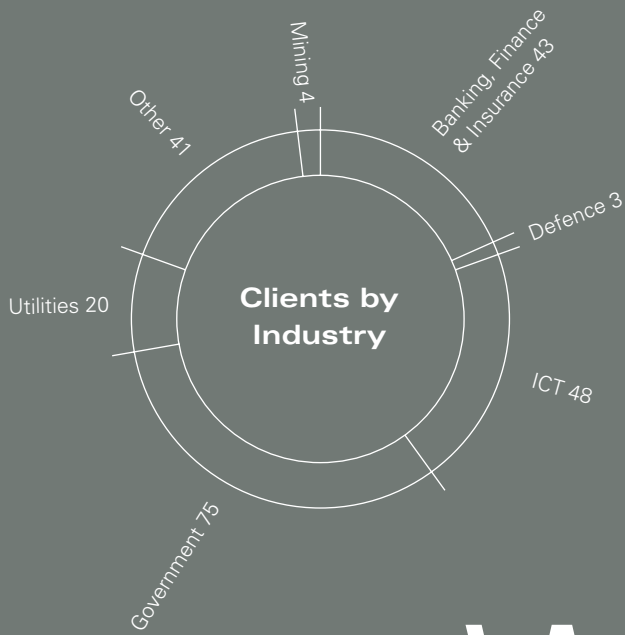 Clients by
Industry
Mining 4
Banking, Finance
& Insurance 43
Defence 3
ICT 48
Government 75
Utilities 20
Other 41